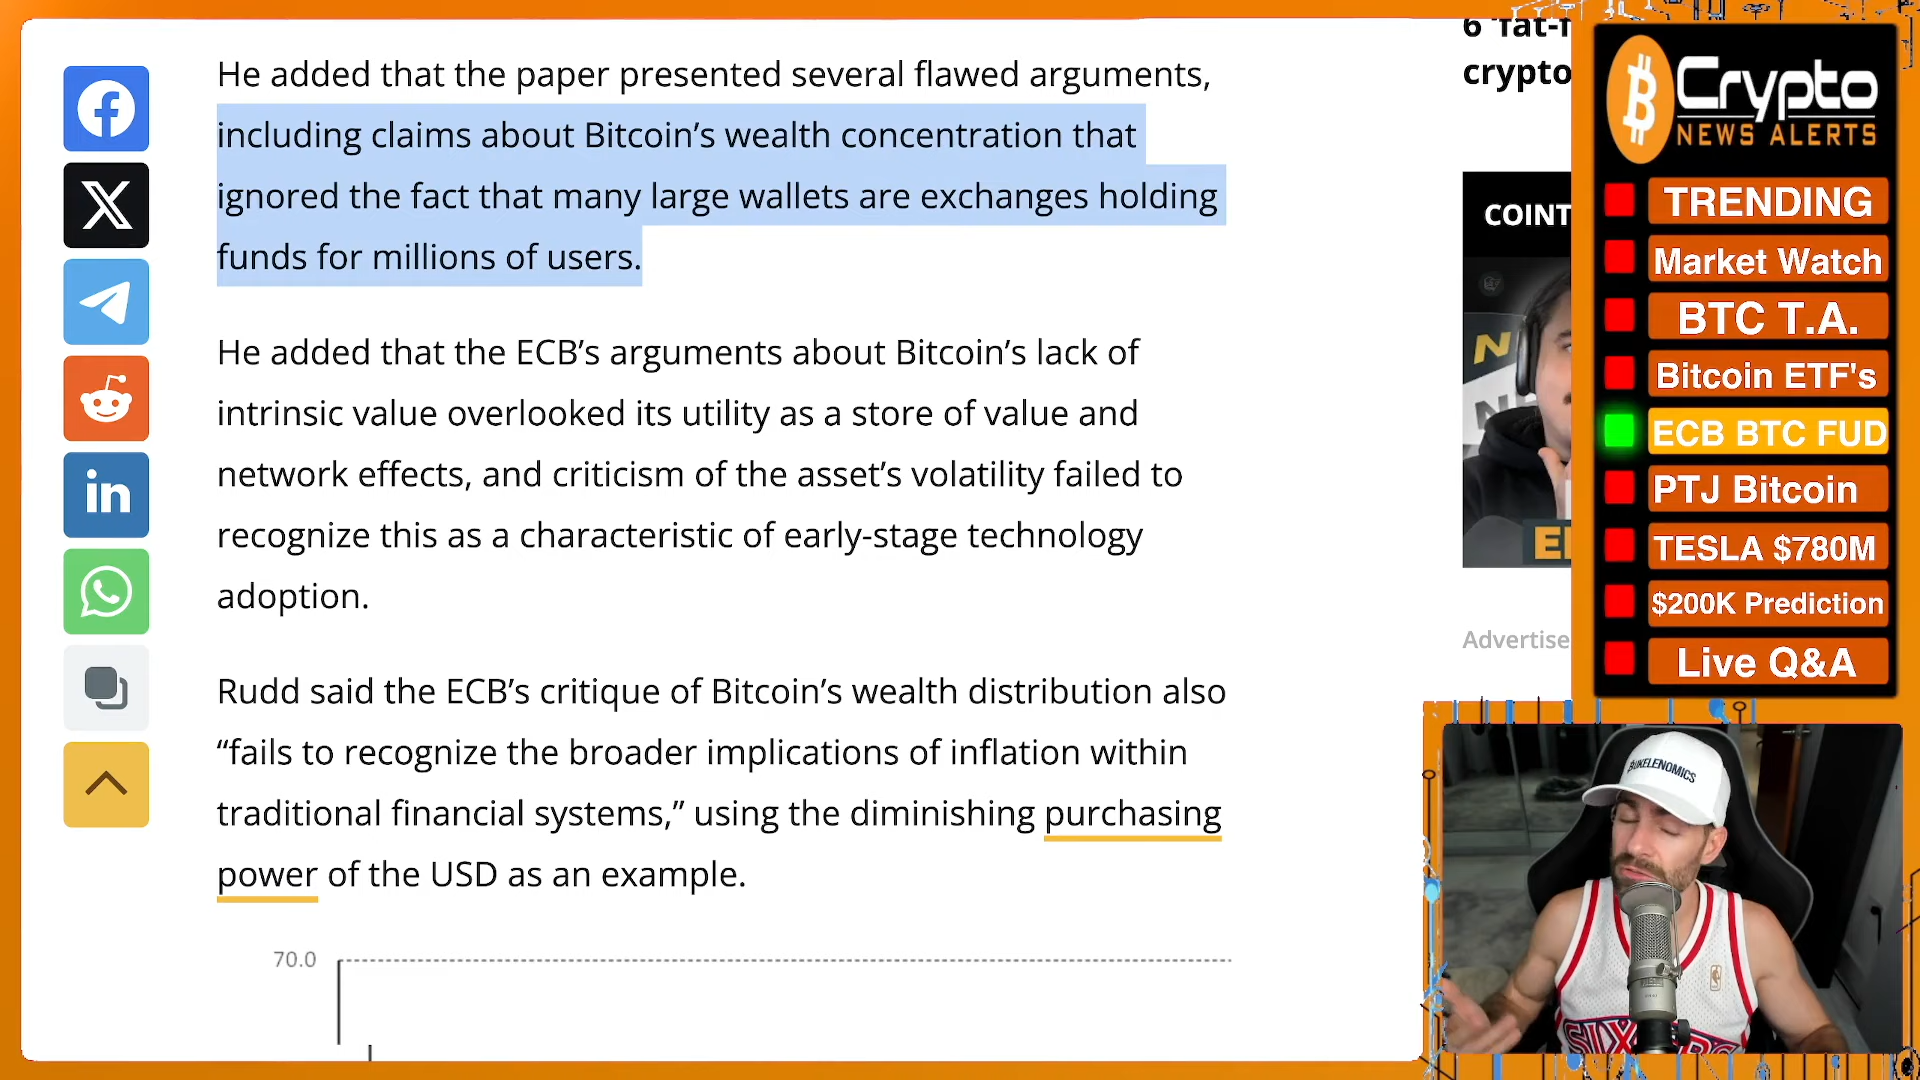 He added that the paper presented several flawed arguments,
including claims about Bitcoin’s wealth concentration that
ignored the fact that many large wallets are exchanges holding
funds for millions of users.
He added that the ECB’s arguments about Bitcoin’s lack of
intrinsic value overlooked its utility as a store of value and
network effects, and criticism of the asset’s volatility failed to
recognize this as a characteristic of early-stage technology
adoption.
Rudd said the ECB’s critique of Bitcoin’s wealth distribution also
“fails to recognize the broader implications of inflation within
traditional financial systems,” using the diminishing purchasing
power of the USD as an example.
70.0
crypto
COINT
N
Advertise
Crypto
NEWS ALERTS
TRENDING
Market Watch
BTC T.A.
Bitcoin ETF's
ECB BTC FUD
PTJ Bitcoin
TESLA $780M
$200K Prediction
Live Q&A
BUKELENOMICS